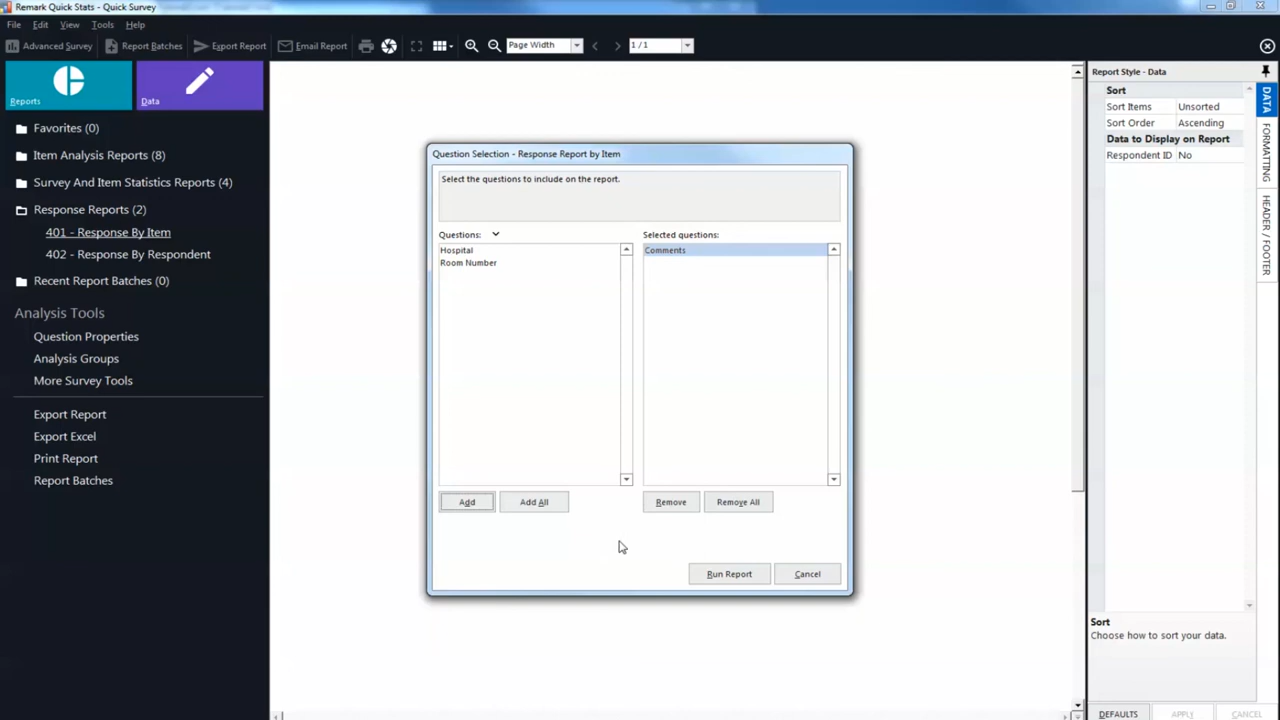 Remark Quick Stats - Quick Survey
File Edit View Tools Help
Advanced Survey Report Batches Export Report Email Report Page Width 1 / 1
Reports Data
Favorites (0)
Item Analysis Reports (8)
Survey And Item Statistics Reports (4)
Response Reports (2)
401 - Response By Item
402 - Response By Respondent
Recent Report Batches (0)
Analysis Tools
Question Properties
Analysis Groups
More Survey Tools
Export Report
Export Excel
Print Report
Report Batches
Question Selection - Response Report by Item
Select the questions to include on the report.
Questions: Selected questions:
Hospital Comments
Room Number
Add Add All Remove Remove All
Run Report Cancel
Report Style - Data
Sort
Sort Items Unsorted
Sort Order Ascending
Data to Display on Report
Respondent ID No
DATA
FORMATTING
HEADER / FOOTER
Sort
Choose how to sort your data.
DEFAULTS APPLY CANCEL